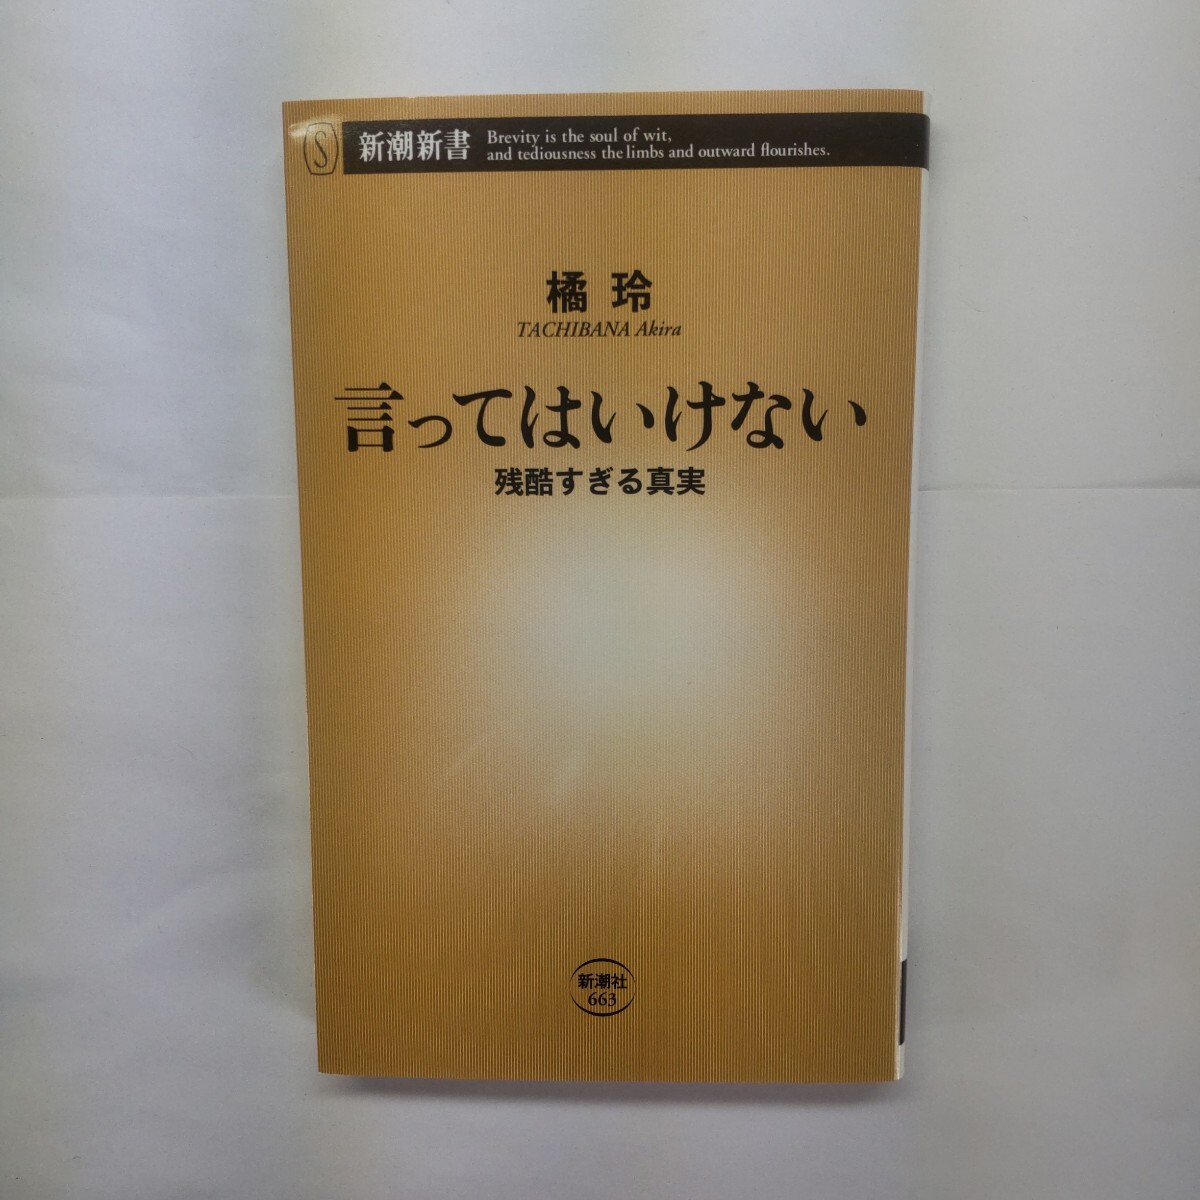 S
新潮新書
Brevity is the soul of wit,
and tediousness the limbs and outward flourishes.
橘 玲
TACHIBANA Akira
言ってはいけない
残酷すぎる真実
新潮社
663